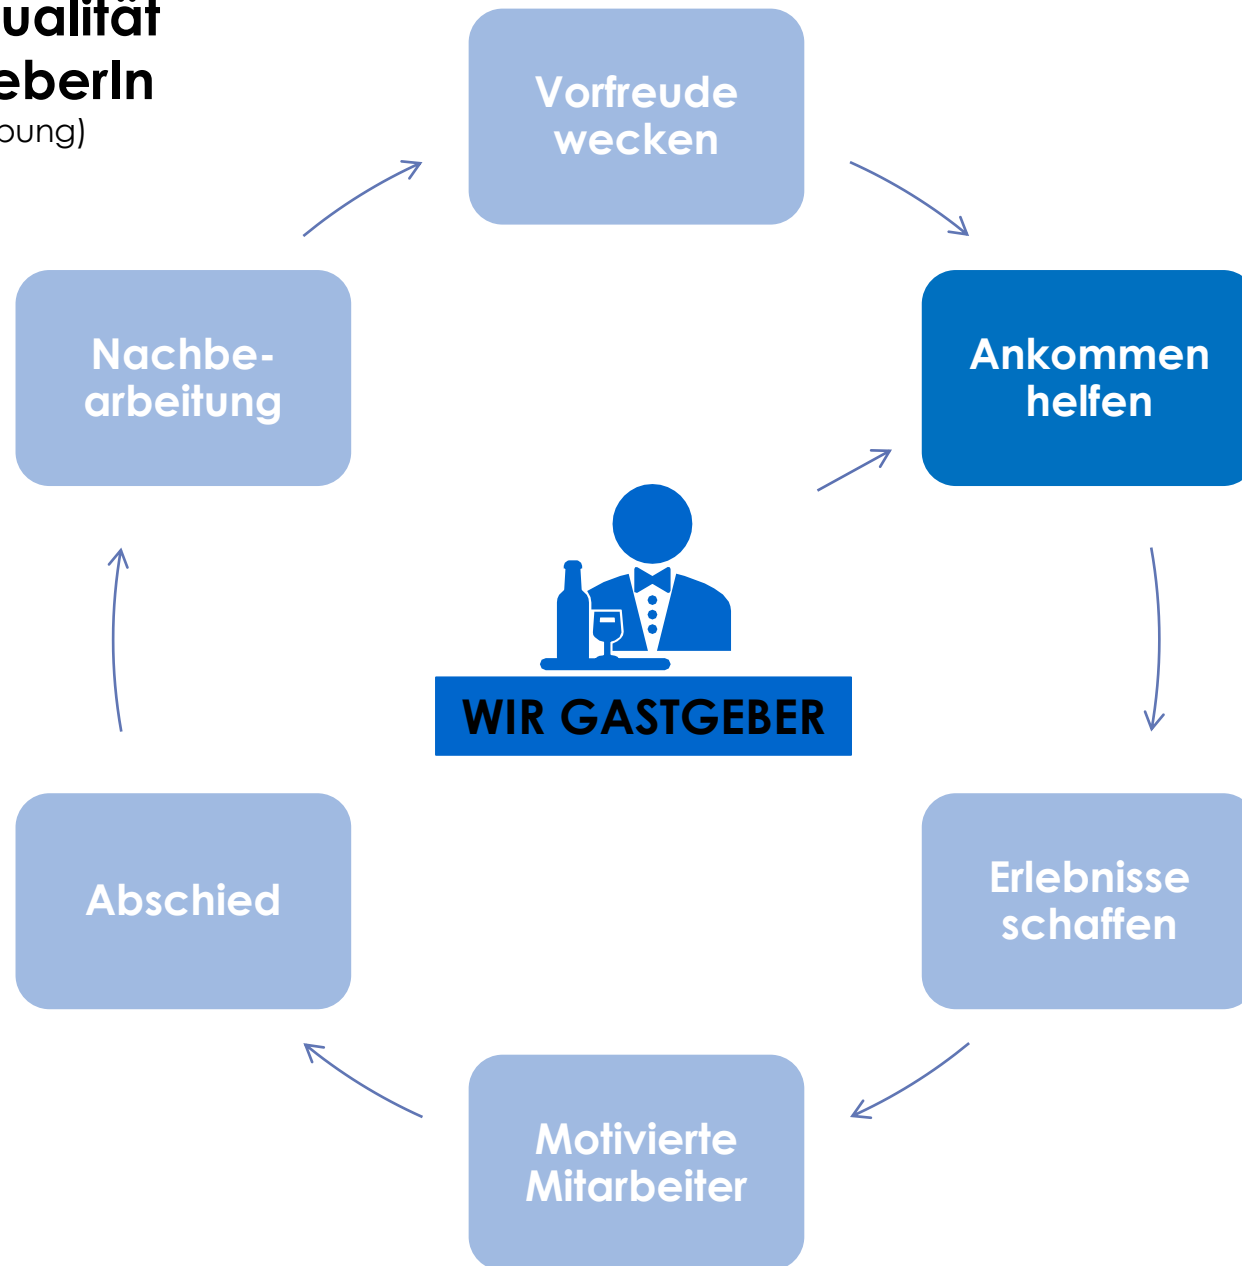 ualität
eberIn
bung)
Vorfreude
wecken
Nachbe-
arbeitung
Ankommen
helfen
WIR GASTGEBER
Abschied
Erlebnisse
schaffen
Motivierte
Mitarbeiter